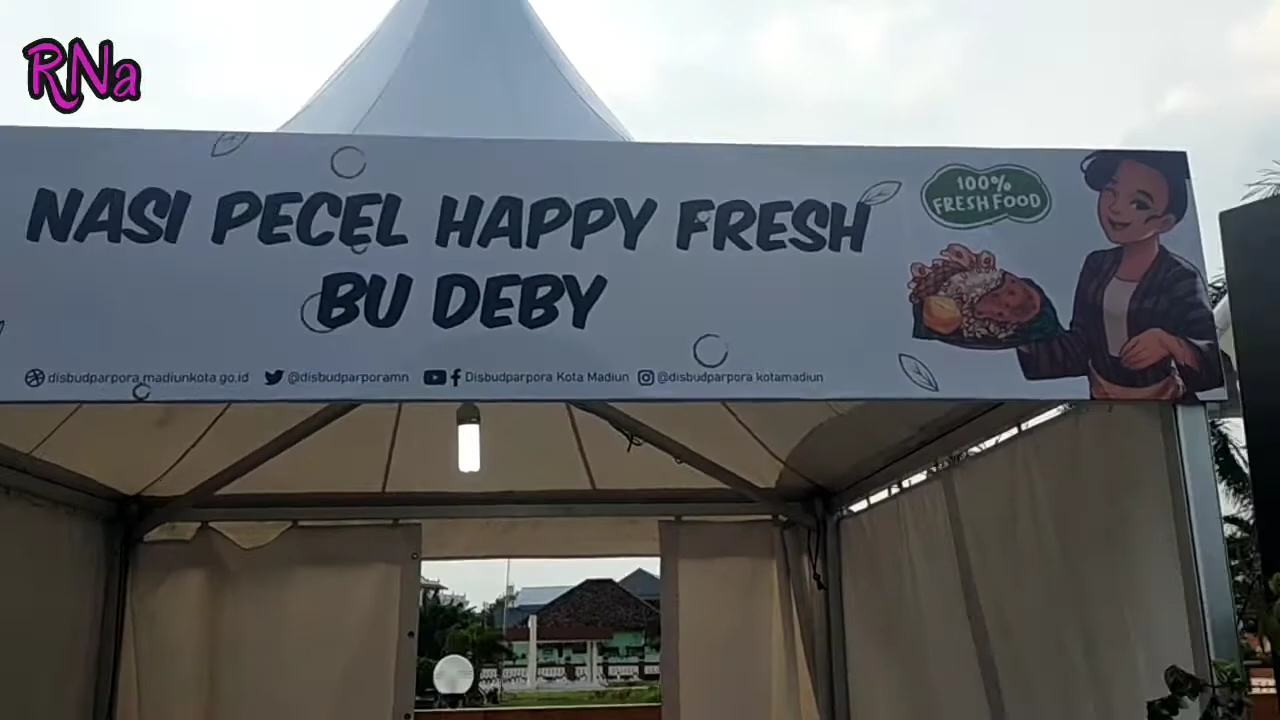 RNa
NASI PECEL HAPPY FRESH
BU DEBY
100%
FRESH FOOD
disbudparpora.madiunkota.go.id @disbudparporamn Disbudparpora Kota Madiun @disbudparpora.kotamadiun